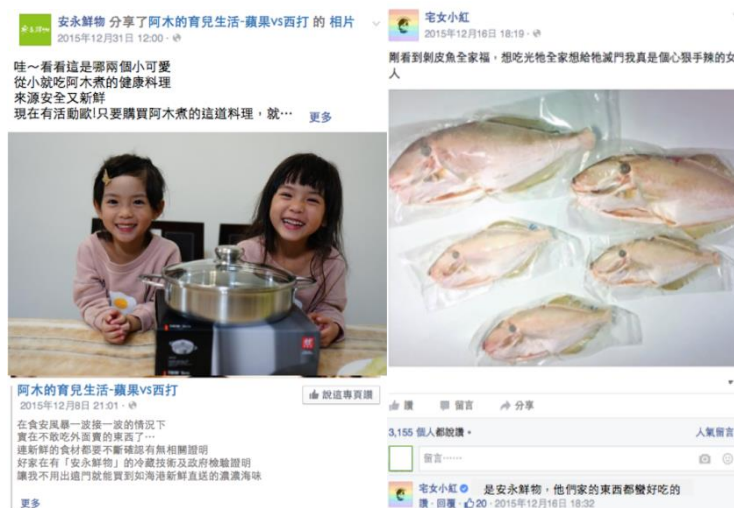 安永鮮物
安永鮮物 分享了阿木的育兒生活-蘋果vs西打 的 相片
2015年12月31日 12:00 ·
哇～看看這是哪兩個小可愛
從小就吃阿木煮的健康料理
來源安全又新鮮
現在有活動歐!只要購買阿木煮的這道料理，就… 更多
阿木的育兒生活-蘋果vs西打
說這專頁讚
2015年12月8日 21:01 ·
在食安風暴一波接一波的情況下
實在不敢吃外面賣的東西了…
連新鮮的食材都要不斷確認有無相關證明
好家在有「安永鮮物」的冷藏技術及政府檢驗證明
讓我不用出遠門就能買到如海港新鮮直送的濃濃海味
更多
宅女小紅
2015年12月16日 18:19 ·
剛看到剝皮魚全家福，想吃光牠全家想給牠滅門我真是個心狠手辣的女
人
讚 留言 分享
3,155 個人都說讚。 人氣留言
留言……
宅女小紅 是安永鮮物，他們家的東西都蠻好吃的
讚 · 回覆 · 20 · 2015年12月16日 18:32